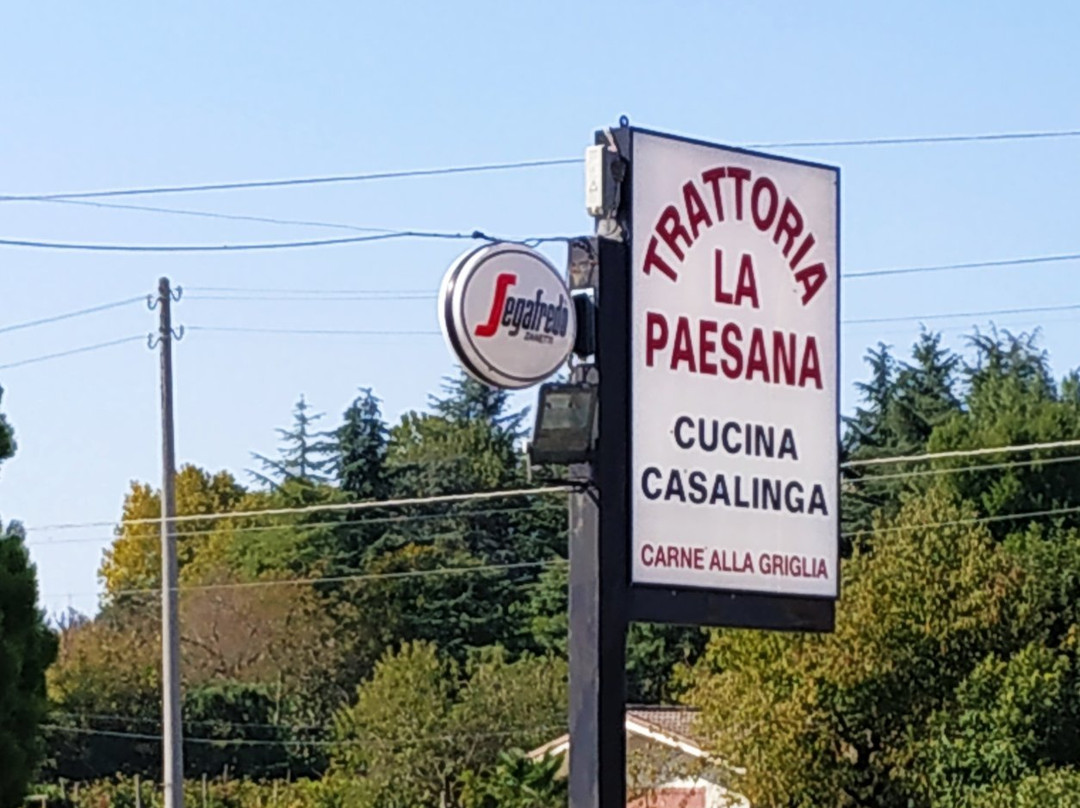 TRATTORIA
LA
PAESANA
CUCINA
CASALINGA
CARNE ALLA GRIGLIA
Segafredo
ZANETTI